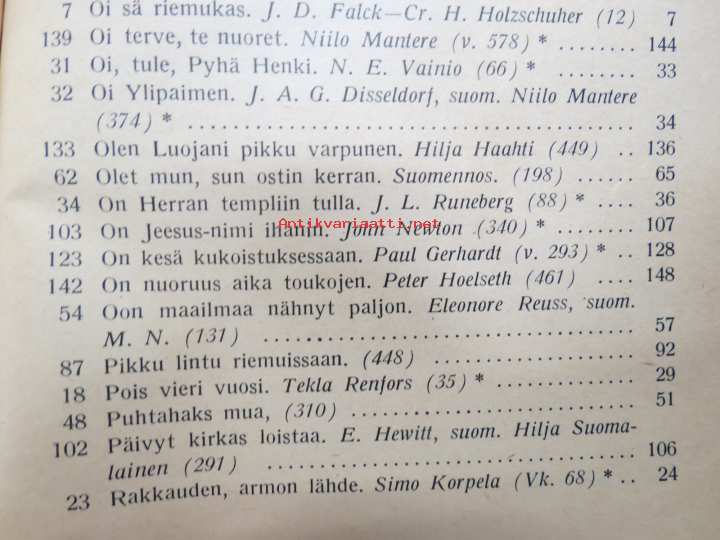 7 Oi sä riemukas. J. D. Falck—Cr. H. Holzschuher (12) 7
139 Oi terve, te nuoret. Niilo Mantere (v. 578) * ........ 144
31 Oi, tule, Pyhä Henki. N. E. Vainio (66) * ........ 33
32 Oi Ylipaimen. J. A. G. Disseldorf, suom. Niilo Mantere
(374) * ........................................ 34
133 Olen Luojani pikku varpunen. Hilja Haahti (449) .. 136
62 Olet mun, sun ostin kerran. Suomennos. (198) ...... 65
34 On Herran templiin tulla. J. L. Runeberg (88) * .... 36
Antikvariaatti.net
103 On Jeesus-nimi ihanin. John Newton (340) * ........ 107
123 On kesä kukoistuksessaan. Paul Gerhardt (v. 293) * .. 128
142 On nuoruus aika toukojen. Peter Hoelseth (461) .... 148
54 Oon maailmaa nähnyt paljon. Eleonore Reuss, suom.
M. N. (131) .................................. 57
87 Pikku lintu riemuissaan. (448) .................. 92
18 Pois vieri vuosi. Tekla Renfors (35) * ............. 29
48 Puhtahaks mua, (310) .......................... 51
102 Päivyt kirkas loistaa. E. Hewitt, suom. Hilja Suoma-
lainen (291) .................................. 106
23 Rakkauden, armon lähde. Simo Korpela (Vk. 68) * .. 24